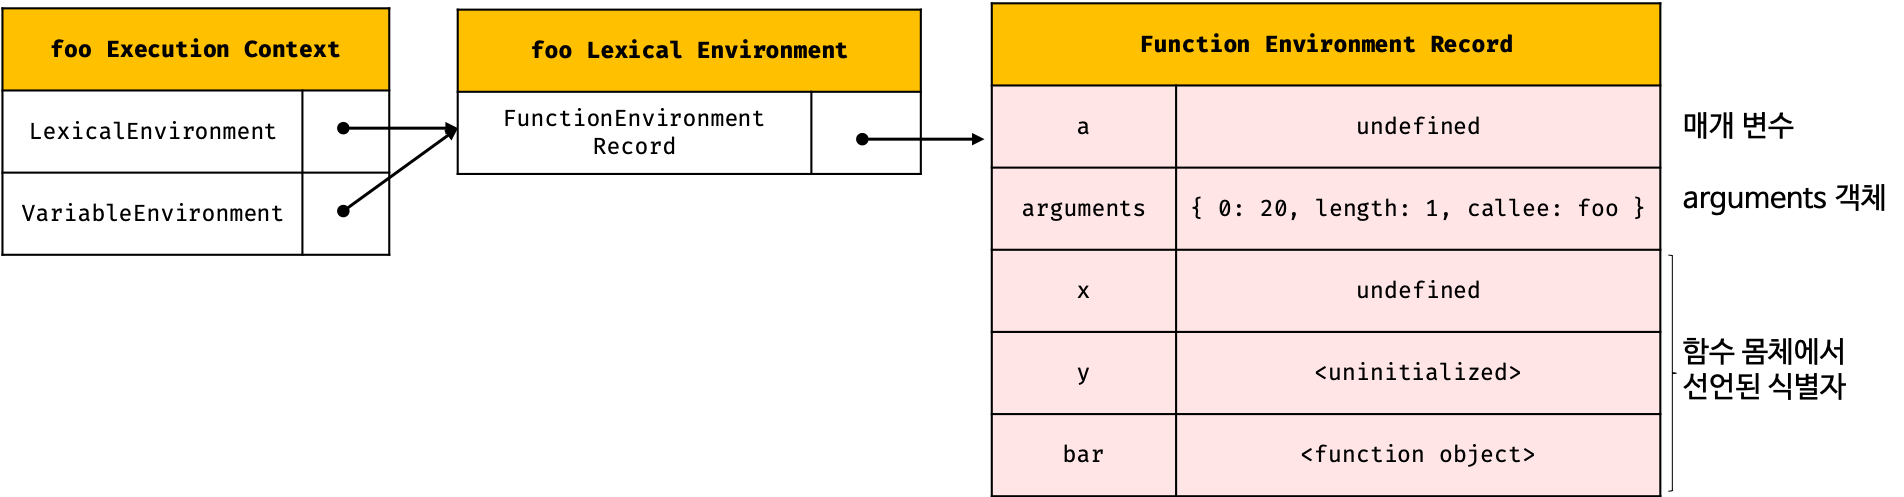 foo Execution Context
LexicalEnvironment
VariableEnvironment
foo Lexical Environment
FunctionEnvironment
Record
Function Environment Record
a
undefined
매개 변수
arguments
{ 0: 20, length: 1, callee: foo }
arguments 객체
x
undefined
y
<uninitialized>
bar
<function object>
함수 몸체에서
선언된 식별자